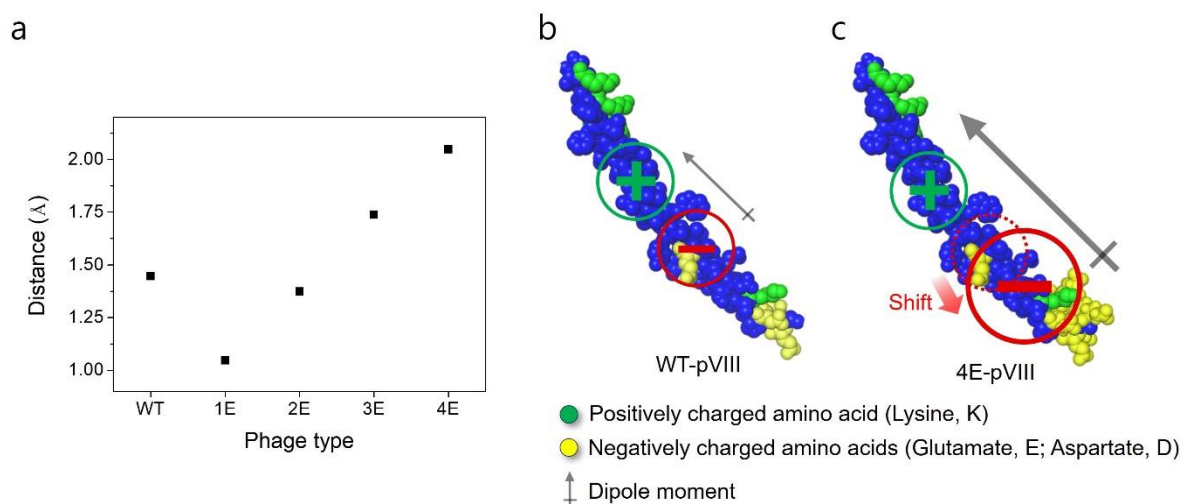 a
b
c
Distance (Å)
2.00
1.75
1.50
1.25
1.00
WT
1E
2E
3E
4E
Phage type
Shift
WT-pVIII
4E-pVIII
Positively charged amino acid (Lysine, K)
Negatively charged amino acids (Glutamate, E; Aspartate, D)
Dipole moment